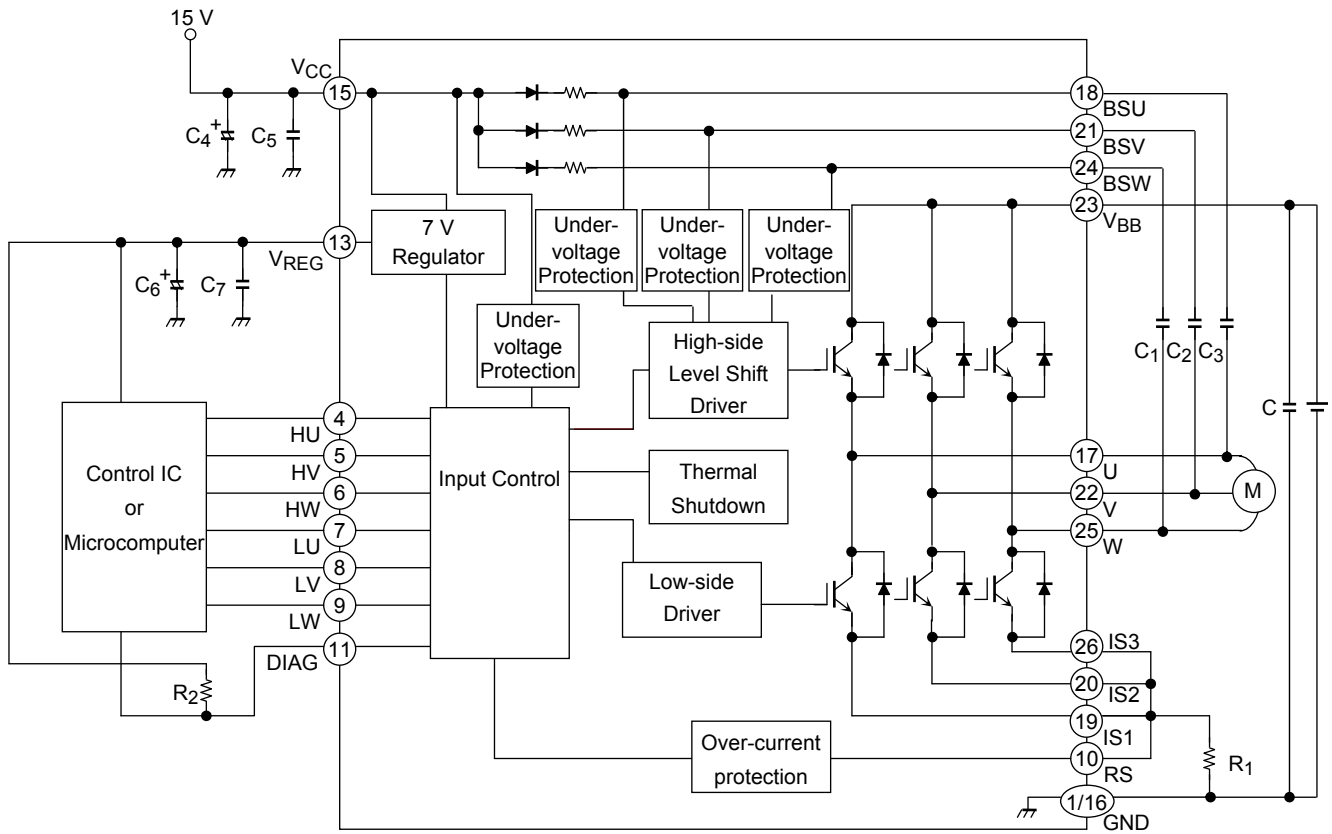 15 V
VCC
15
18
BSU
C4
+
C5
21
BSV
24
BSW
23
VBB
13
VREG
7 V
Regulator
Under-
voltage
Protection
Under-
voltage
Protection
Under-
voltage
Protection
C6
+
C7
Under-
voltage
Protection
High-side
Level Shift
Driver
C1
C2
C3
C
Control IC
or
Microcomputer
4
HU
5
HV
6
HW
7
LU
8
LV
9
LW
11
DIAG
Input Control
Thermal
Shutdown
Low-side
Driver
17
U
22
V
25
W
M
26
IS3
20
IS2
19
IS1
10
RS
R2
Over-current
protection
R1
1/16
GND